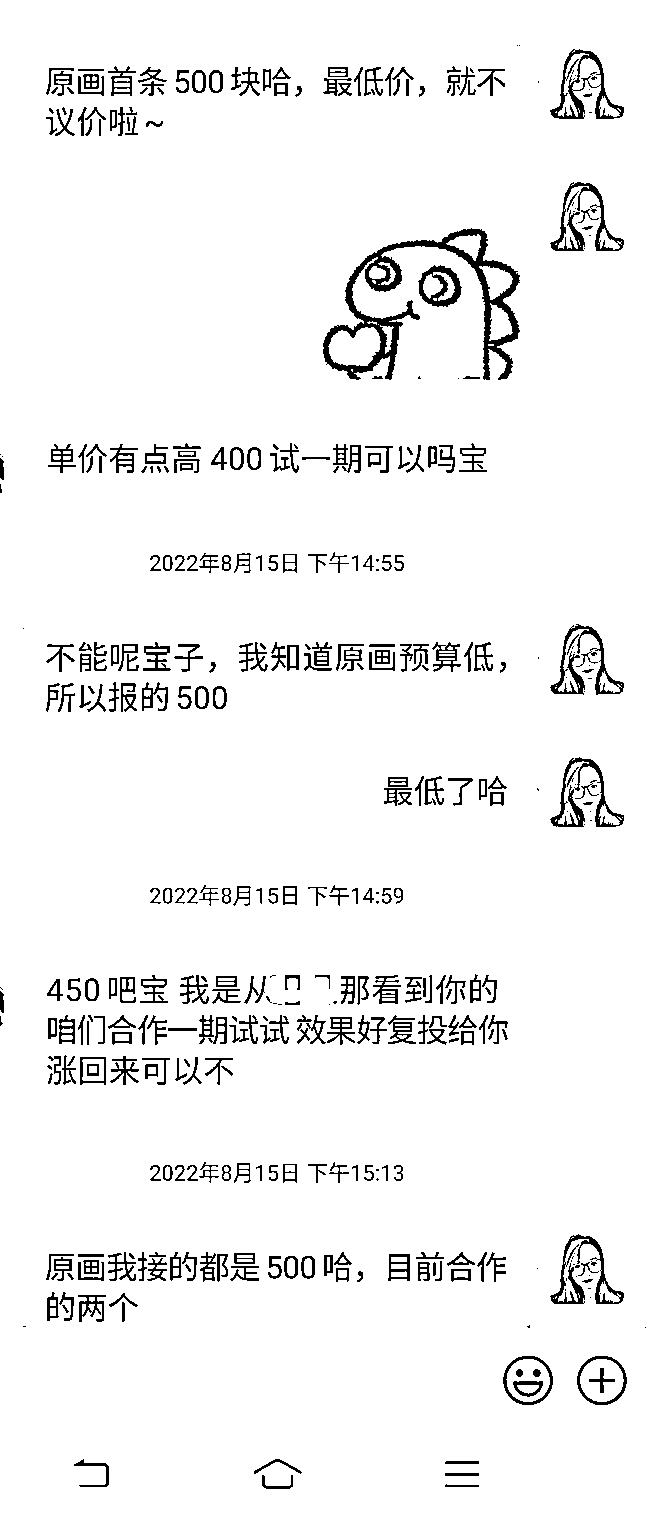 原画首条 500 块哈，最低价，就不
议价啦～
单价有点高 400 试一期可以吗宝
2022年8月15日 下午14:55
不能呢宝子，我知道原画预算低，
所以报的 500
最低了哈
2022年8月15日 下午14:59
450 吧宝 我是从 那看到你的
咱们合作一期试试 效果好复投给你
涨回来可以不
2022年8月15日 下午15:13
原画我接的都是 500 哈，目前合作
的两个